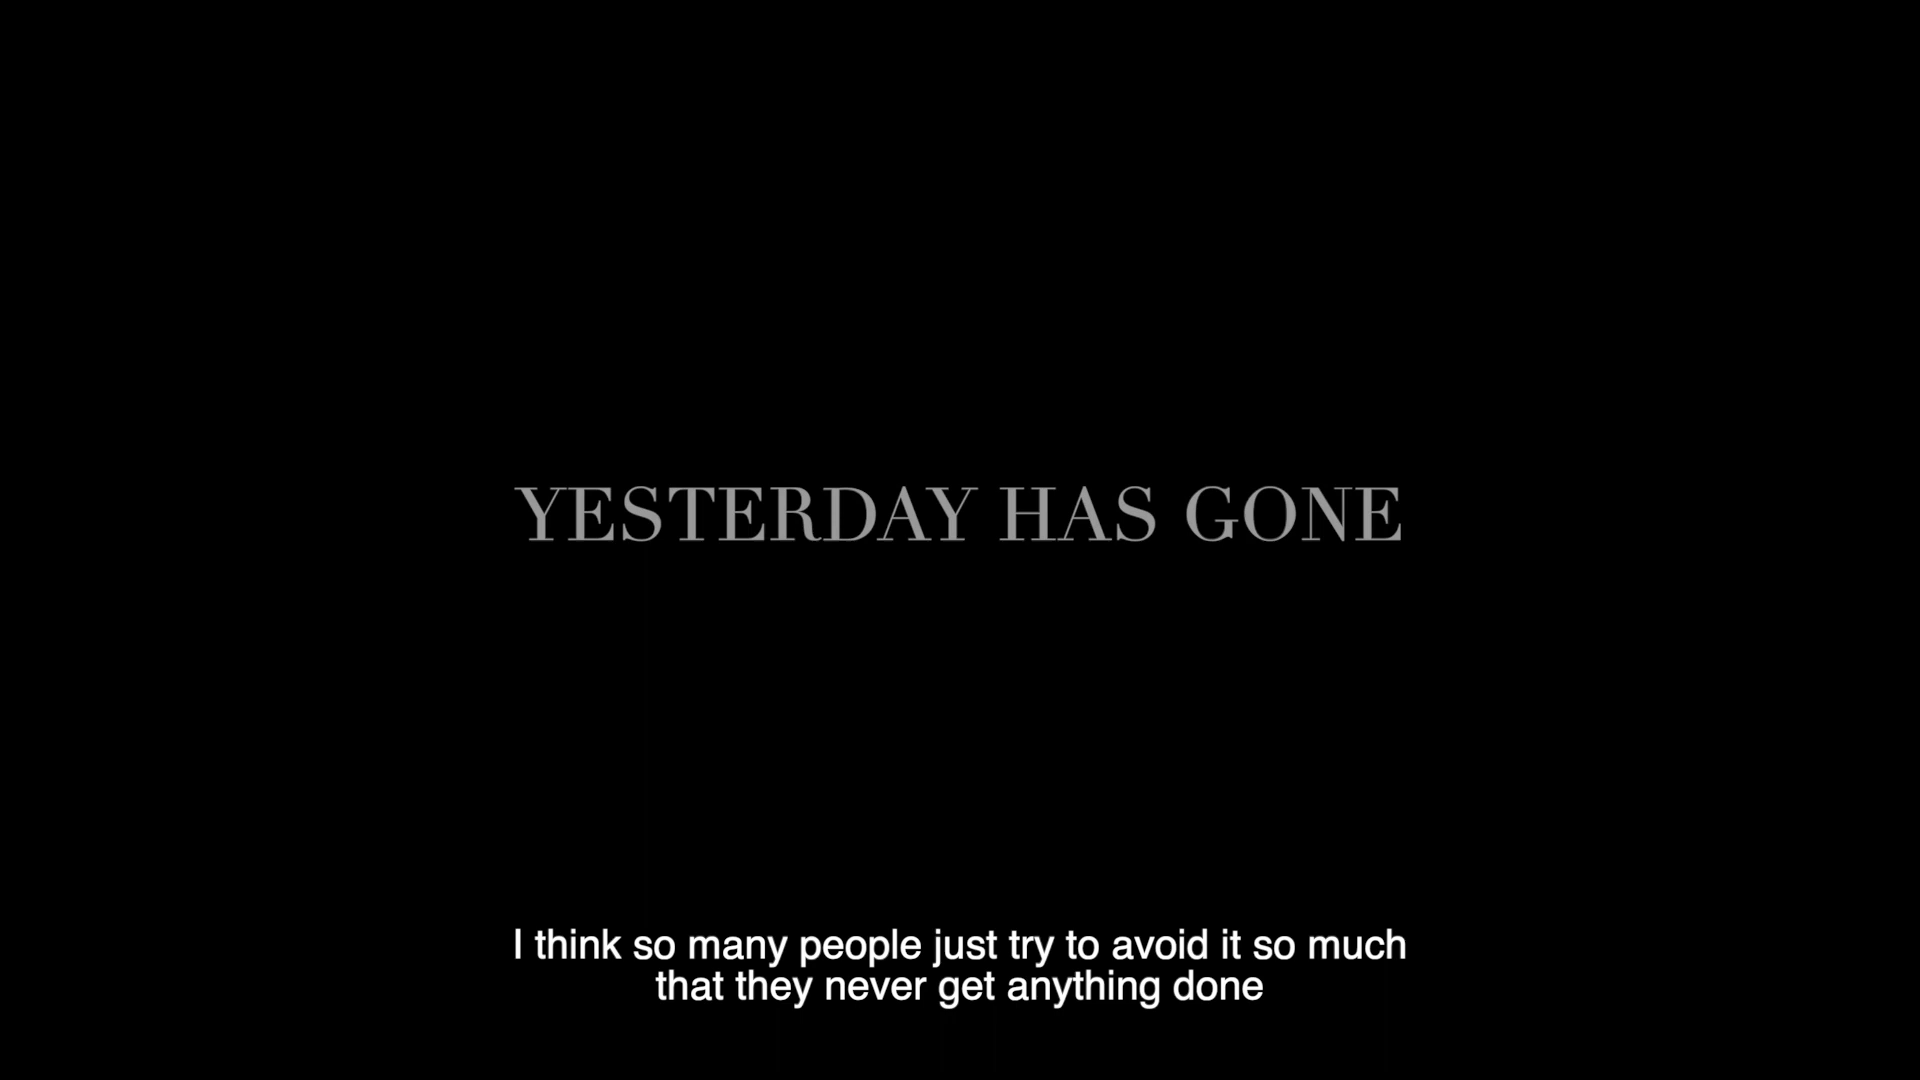 YESTERDAY HAS GONE
I think so many people just try to avoid it so much
that they never get anything done